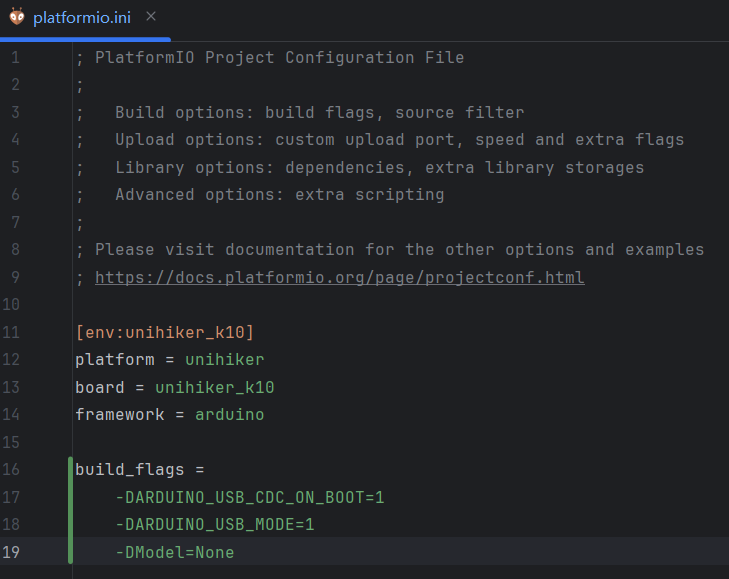 platformio.ini ×
1 ; PlatformIO Project Configuration File
2 ;
3 ;   Build options: build flags, source filter
4 ;   Upload options: custom upload port, speed and extra flags
5 ;   Library options: dependencies, extra library storages
6 ;   Advanced options: extra scripting
7 ;
8 ; Please visit documentation for the other options and examples
9 ; https://docs.platformio.org/page/projectconf.html
10
11 [env:unihiker_k10]
12 platform = unihiker
13 board = unihiker_k10
14 framework = arduino
15
16 build_flags =
17     -DARDUINO_USB_CDC_ON_BOOT=1
18     -DARDUINO_USB_MODE=1
19     -DModel=None